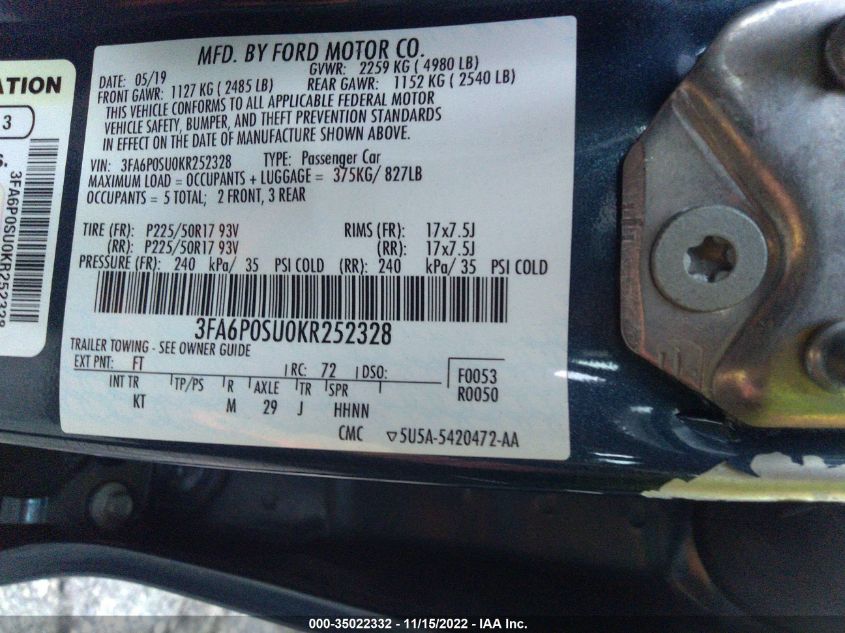 MFD. BY FORD MOTOR CO.
DATE: 05/19 GVWR: 2259 KG ( 4980 LB)
FRONT GAWR: 1127 KG ( 2485 LB) REAR GAWR: 1152 KG ( 2540 LB)
THIS VEHICLE CONFORMS TO ALL APPLICABLE FEDERAL MOTOR
VEHICLE SAFETY, BUMPER, AND THEFT PREVENTION STANDARDS
IN EFFECT ON THE DATE OF MANUFACTURE SHOWN ABOVE.
VIN: 3FA6P0SU0KR252328 TYPE: Passenger Car
MAXIMUM LOAD = OCCUPANTS + LUGGAGE = 375KG/ 827LB
OCCUPANTS = 5 TOTAL; 2 FRONT, 3 REAR
TIRE (FR): P225/50R17 93V RIMS (FR): 17x7.5J
(RR): P225/50R17 93V (RR): 17x7.5J
PRESSURE (FR): 240 kPa/ 35 PSI COLD (RR): 240 kPa/ 35 PSI COLD
3FA6P0SU0KR252328
TRAILER TOWING - SEE OWNER GUIDE
EXT PNT: FT RC: 72 DSO: F0053
R0050
INT TR TP/PS R AXLE TR SPR
KT M 29 J HHNN
CMC ▽5U5A-5420472-AA
ATION
3
S.
3FA6P0SU0KR252328
000-35022332 - 11/15/2022 - IAA Inc.